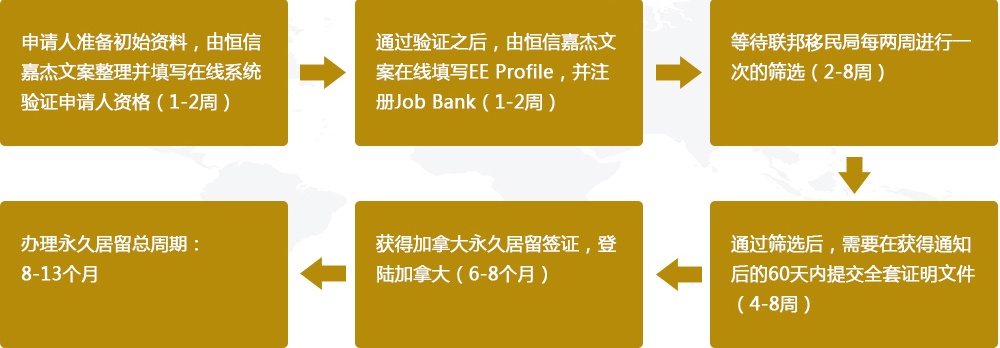 申请人准备初始资料，由恒信
嘉杰文案整理并填写在线系统
验证申请人资格（1-2周）
通过验证之后，由恒信嘉杰文
案在线填写EE Profile，并注
册Job Bank（1-2周）
等待联邦移民局每两周进行一
次的筛选（2-8周）
通过筛选后，需要在获得通知
后的60天内提交全套证明文件
（4-8周）
获得加拿大永久居留签证，登
陆加拿大（6-8个月）
办理永久居留总周期：
8-13个月